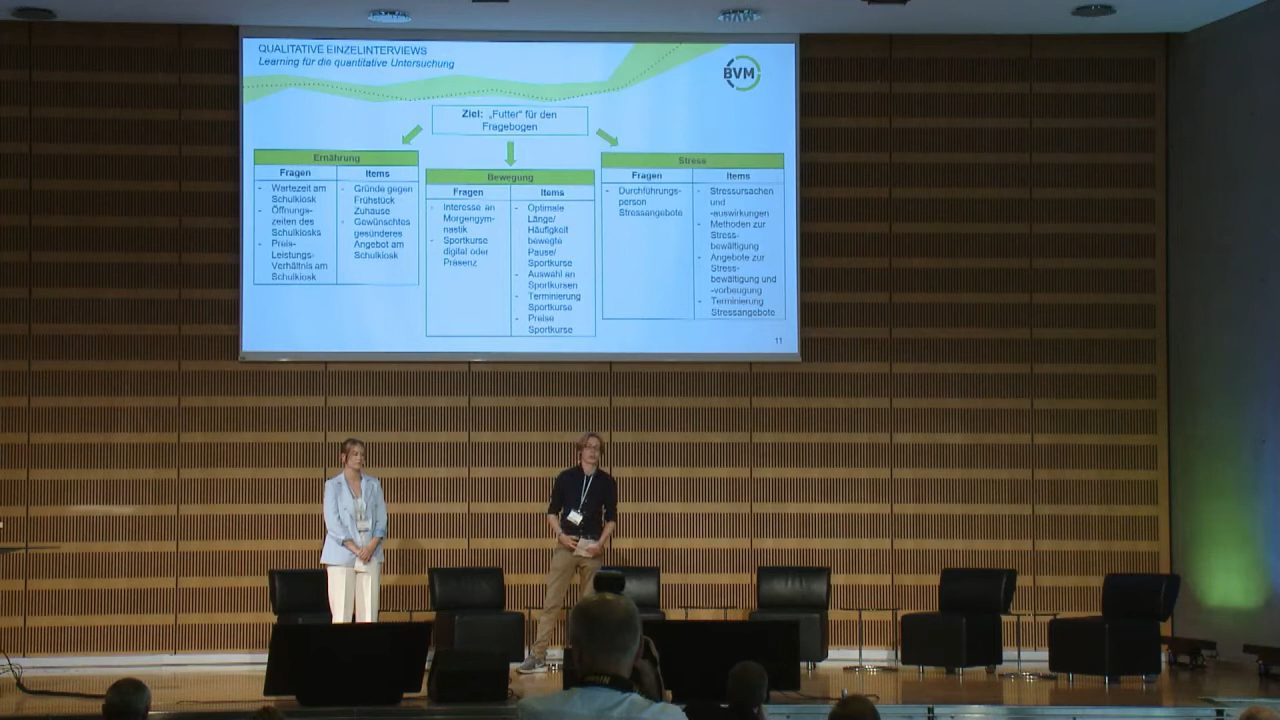 QUALITATIVE EINZELINTERVIEWS
Learning für die quantitative Untersuchung
BVM
Ziel: „Futter“ für den
Fragebogen
Ernährung
Fragen
- Wartezeit am
Schulkiosk
- Öffnungs-
zeiten des
Schulkiosks
- Preis-
Leistungs-
Verhältnis am
Schulkiosk
Items
- Gründe gegen
Frühstück
Zuhause
- Gewünschtes
gesünderes
Angebot am
Schulkiosk
Bewegung
Fragen
- Interesse an
Morgengym-
nastik
- Sportkurse
digital oder
Präsenz
Items
- Optimale
Länge/
Häufigkeit
bewegte
Pause/
Sportkurse
- Auswahl an
Sportkursen
- Terminierung
Sportkurse
- Preise
Sportkurse
Stress
Fragen
- Durchführungs-
person
Stressangebote
Items
- Stressursachen
und
-auswirkungen
- Methoden zur
Stress-
bewältigung
- Angebote zur
Stress-
bewältigung und
-vorbeugung
- Terminierung
Stressangebote
11